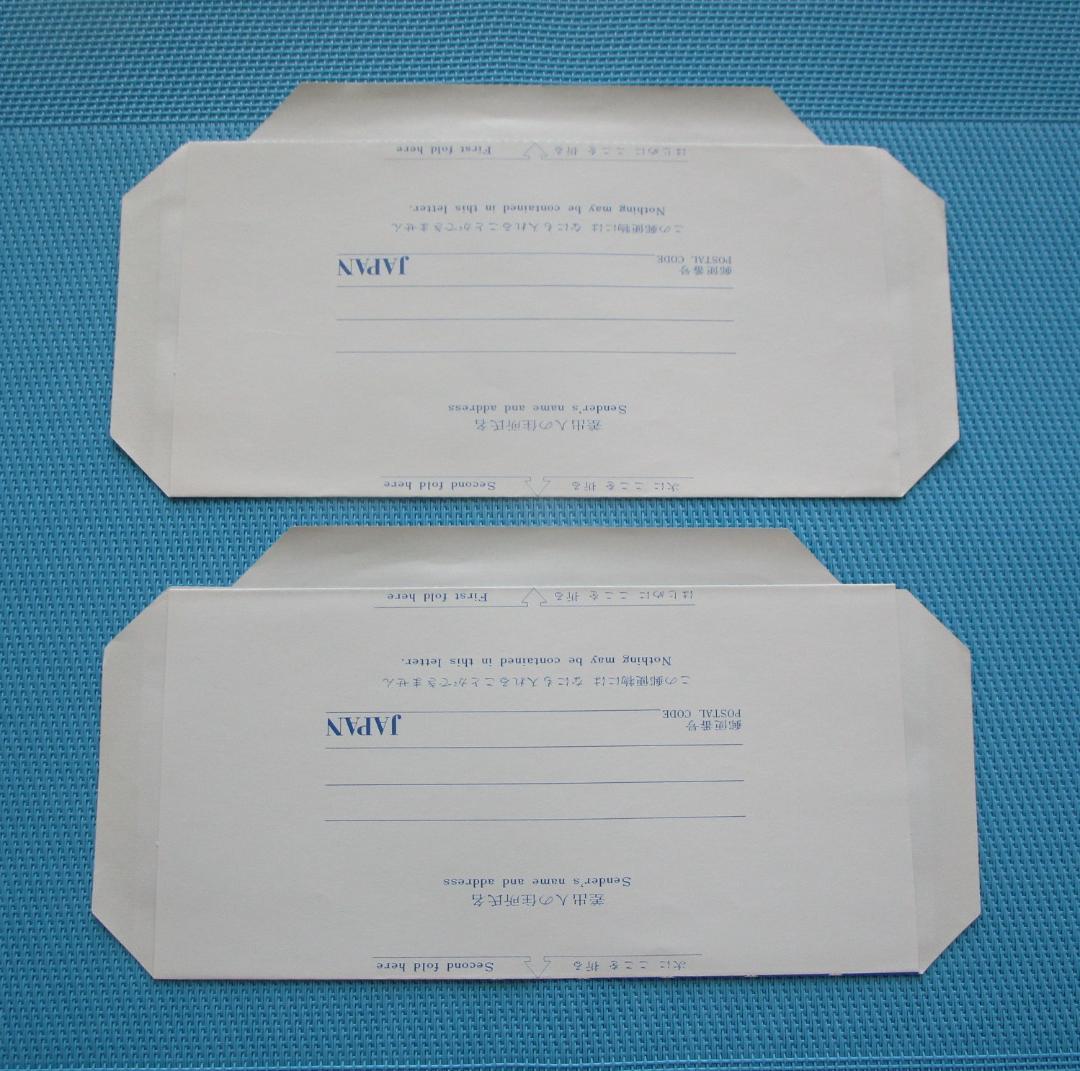 次に ここを 折る Second fold here
差出人の住所氏名
Sender's name and address
郵便番号 JAPAN
POSTAL CODE
この郵便物には なにも入れることができません
Nothing may be contained in this letter.
はじめに ここを 折る First fold here
次に ここを 折る Second fold here
差出人の住所氏名
Sender's name and address
郵便番号 JAPAN
POSTAL CODE
この郵便物には なにも入れることができません
Nothing may be contained in this letter.
はじめに ここを 折る First fold here